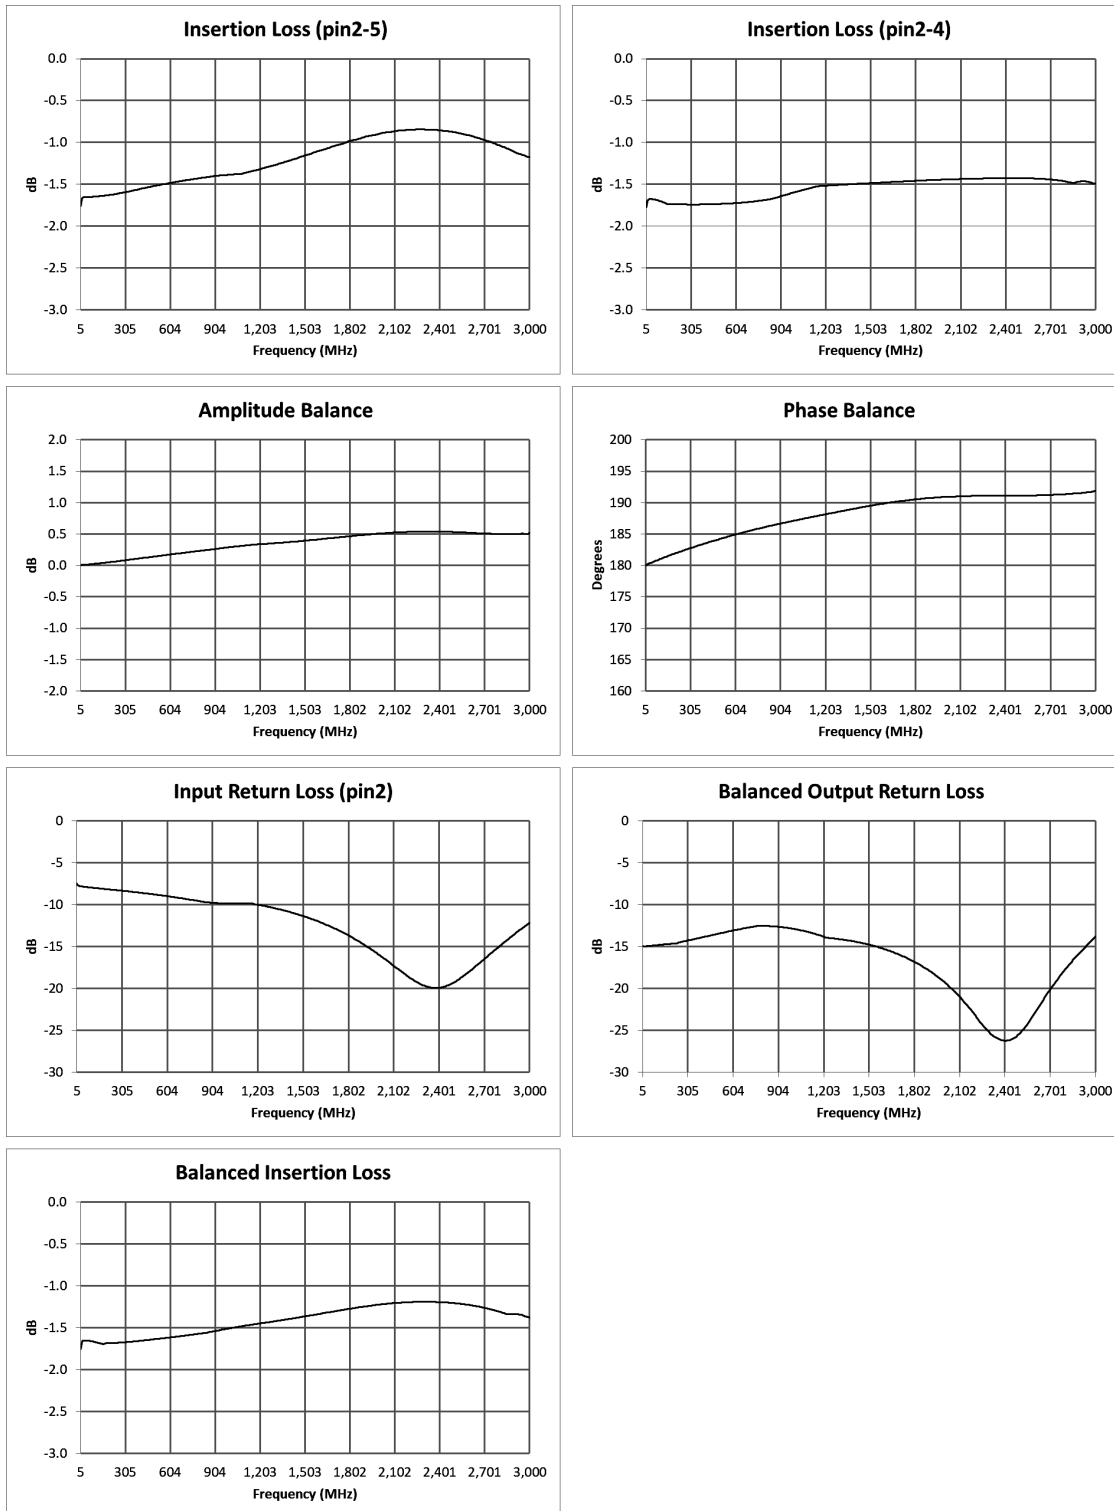 Insertion Loss (pin2-5)
0.0
-0.5
-1.0
-1.5
-2.0
-2.5
-3.0
dB
5 305 604 904 1,203 1,503 1,802 2,102 2,401 2,701 3,000
Frequency (MHz)
Insertion Loss (pin2-4)
0.0
-0.5
-1.0
-1.5
-2.0
-2.5
-3.0
dB
5 305 604 904 1,203 1,503 1,802 2,102 2,401 2,701 3,000
Frequency (MHz)
Amplitude Balance
2.0
1.5
1.0
0.5
0.0
-0.5
-1.0
-1.5
-2.0
dB
5 305 604 904 1,203 1,503 1,802 2,102 2,401 2,701 3,000
Frequency (MHz)
Phase Balance
200
195
190
185
180
175
170
165
160
Degrees
5 305 604 904 1,203 1,503 1,802 2,102 2,401 2,701 3,000
Frequency (MHz)
Input Return Loss (pin2)
0
-5
-10
-15
-20
-25
-30
dB
5 305 604 904 1,203 1,503 1,802 2,102 2,401 2,701 3,000
Frequency (MHz)
Balanced Output Return Loss
0
-5
-10
-15
-20
-25
-30
dB
5 305 604 904 1,203 1,503 1,802 2,102 2,401 2,701 3,000
Frequency (MHz)
Balanced Insertion Loss
0.0
-0.5
-1.0
-1.5
-2.0
-2.5
-3.0
dB
5 305 604 904 1,203 1,503 1,802 2,102 2,401 2,701 3,000
Frequency (MHz)